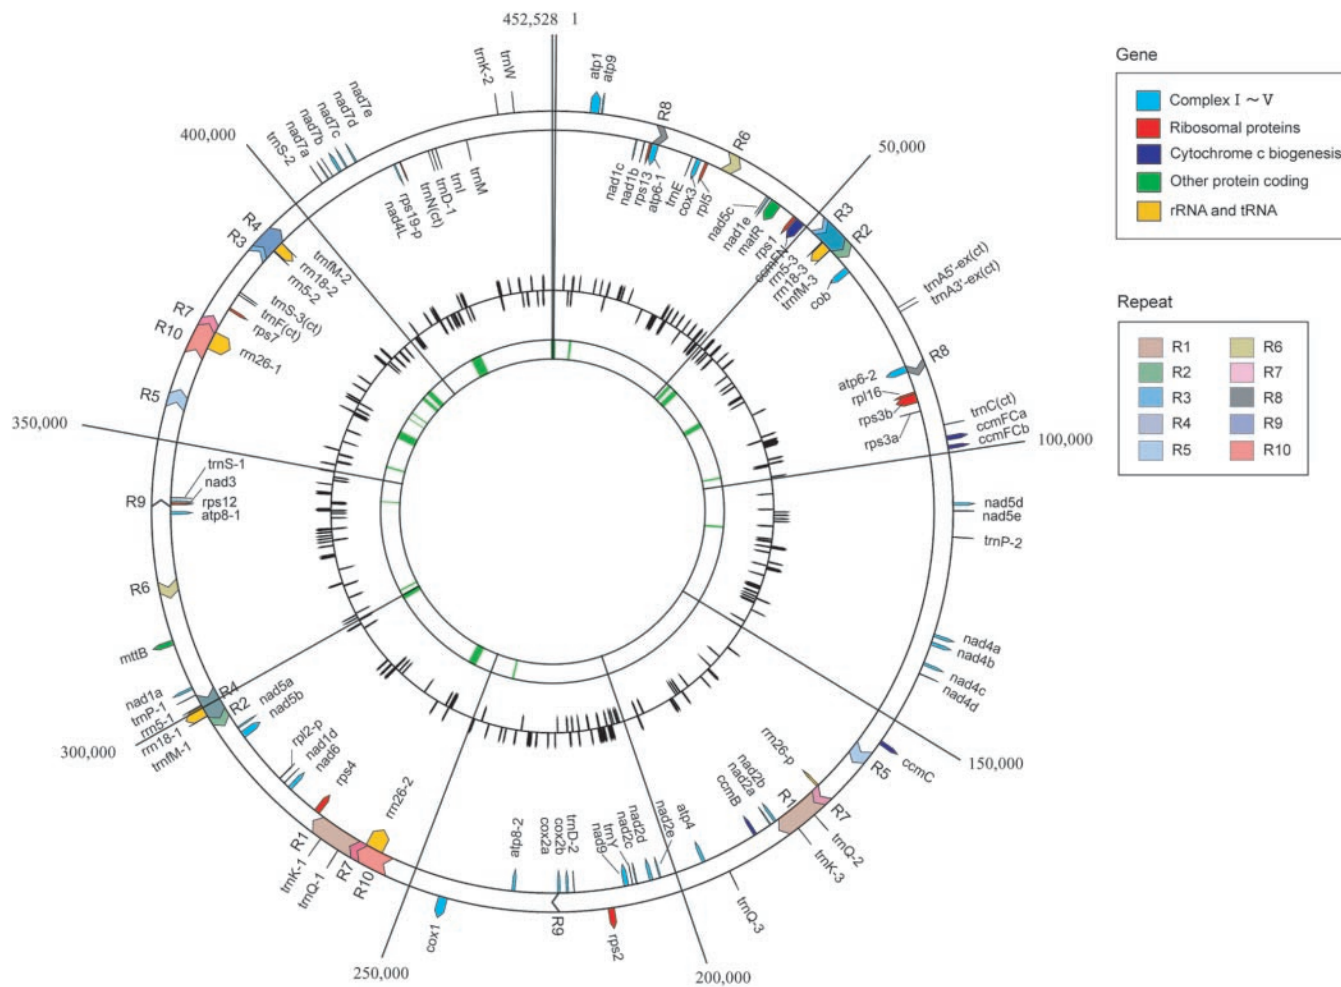 452,528 1
atp1
atp9
R8
R6
50,000
R3
R2
nad1c
nad1b
rps13
atp6-1
trnE
cox3
rpl5
nad5c
nad1e
matR
rps1
ccmFN
rrn5-3
rrn18-3
trnfM-3
cob
trnA5'-ex(ct)
trnA3'-ex(ct)
R8
atp6-2
rpl16
rps3b
rps3a
trnC(ct)
ccmFCa
ccmFCb
100,000
nad5d
nad5e
trnP-2
nad4a
nad4b
nad4c
nad4d
150,000
ccmC
R5
rrn26-p
R7
R1
trnQ-2
trnK-3
nad2b
nad2a
ccmB
trnQ-3
atp4
200,000
nad2e
nad2d
nad2c
trnY
nad9
rps2
R9
trnD-2
cox2b
cox2a
atp8-2
cox1
250,000
rrn26-2
R10
R7
trnQ-1
trnK-1
R1
rps4
nad6
nad1d
rpl2-p
nad5b
nad5a
R2
R4
300,000
trnfM-1
rrn18-1
rrn5-1
trnP-1
nad1a
mttB
R6
R9
trnS-1
nad3
rps12
atp8-1
350,000
R5
R10
R7
rrn26-1
rps7
trnF(ct)
trnS-3(ct)
R3
R4
rrn5-2
rrn18-2
trnfM-2
400,000
trnS-2
nad7a
nad7b
nad7c
nad7d
nad7e
nad4L
rps19-p
trnN(ct)
trnD-1
trnI
trnM
trnK-2
trnW
Gene
Complex I ~ V
Ribosomal proteins
Cytochrome c biogenesis
Other protein coding
rRNA and tRNA
Repeat
R1 R6
R2 R7
R3 R8
R4 R9
R5 R10